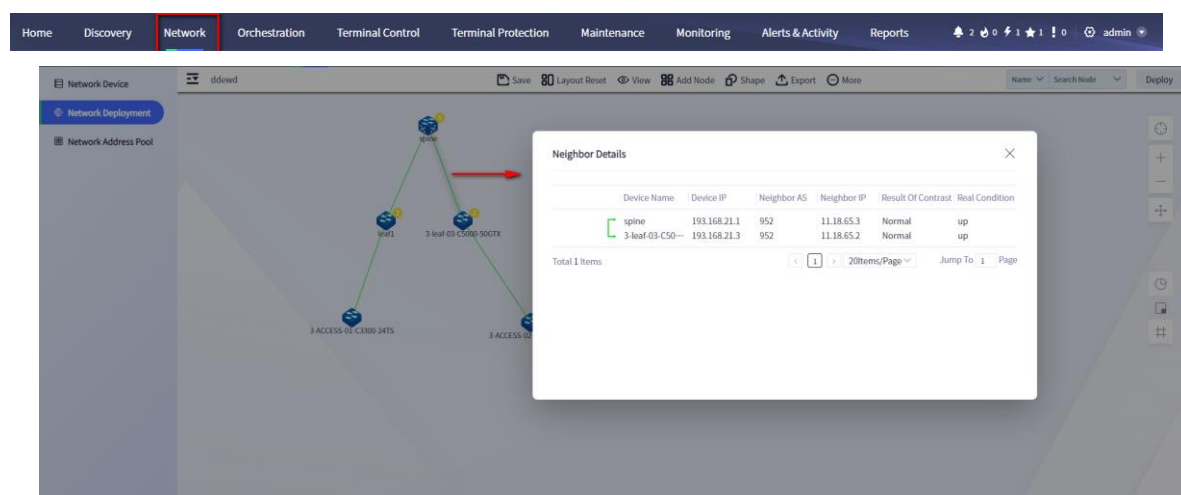 Home Discovery Network Orchestration Terminal Control Terminal Protection Maintenance Monitoring Alerts & Activity Reports 2 0 1 1 0 admin
Network Device
Network Deployment
Network Address Pool
ddewd Save Layout Reset View Add Node Shape Export More Name Search Node Deploy
spine
leaf1 3-leaf-03-C5000-50GTX
3-ACCESS-01-C3300-24TS 3-ACCESS-02
Neighbor Details
Device Name Device IP Neighbor AS Neighbor IP Result Of Contrast Real Condition
spine 193.168.21.1 952 11.18.65.3 Normal up
3-leaf-03-C50··· 193.168.21.3 952 11.18.65.2 Normal up
Total 1 Items < 1 > 20Items/Page Jump To 1 Page